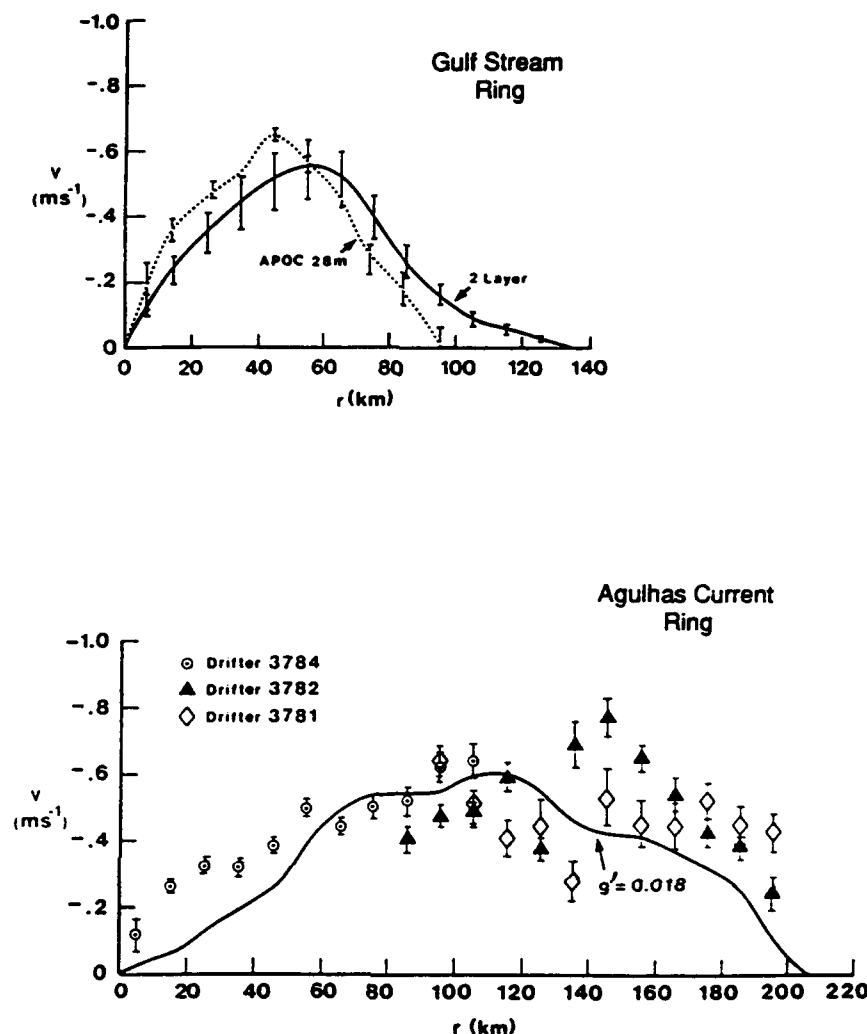 Gulf Stream
Ring
-1.0
-.8
-.6
-.4
-.2
0
v
(ms⁻¹)
APOC 28m
2 Layer
0 20 40 60 80 100 120 140
r (km)
Agulhas Current
Ring
-1.0
-.8
-.6
-.4
-.2
0
v
(ms⁻¹)
Drifter 3784
Drifter 3782
Drifter 3781
g' = 0.018
0 20 40 60 80 100 120 140 160 180 200 220
r (km)